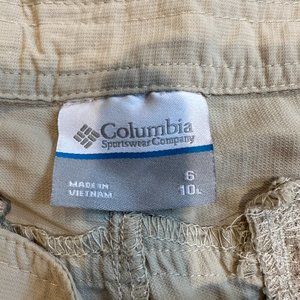 Columbia
Sportswear Company
6
MADE IN
VIETNAM
10L